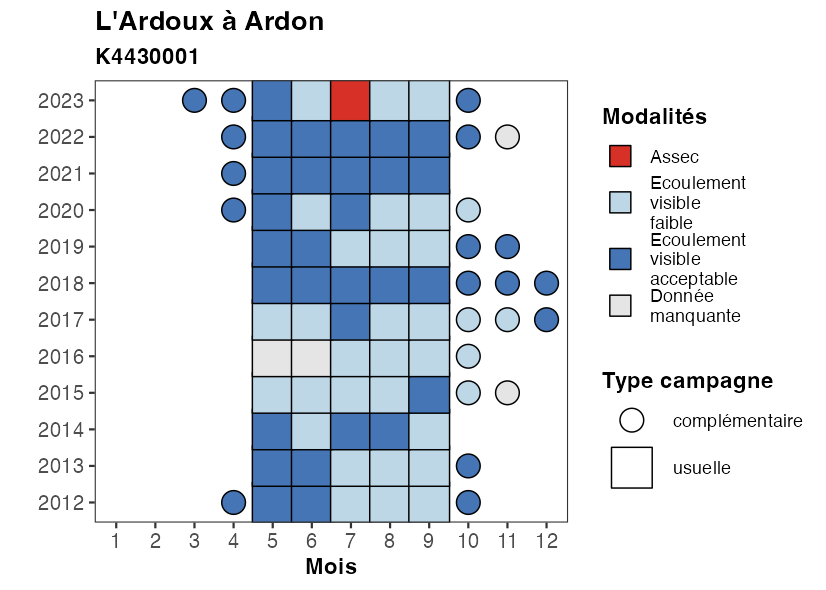 L'Ardoux à Ardon
K4430001
2023
2022
2021
2020
2019
2018
2017
2016
2015
2014
2013
2012
1 2 3 4 5 6 7 8 9 10 11 12
Mois
Modalités
Assec
Ecoulement
visible
faible
Ecoulement
visible
acceptable
Donnée
manquante
Type campagne
complémentaire
usuelle